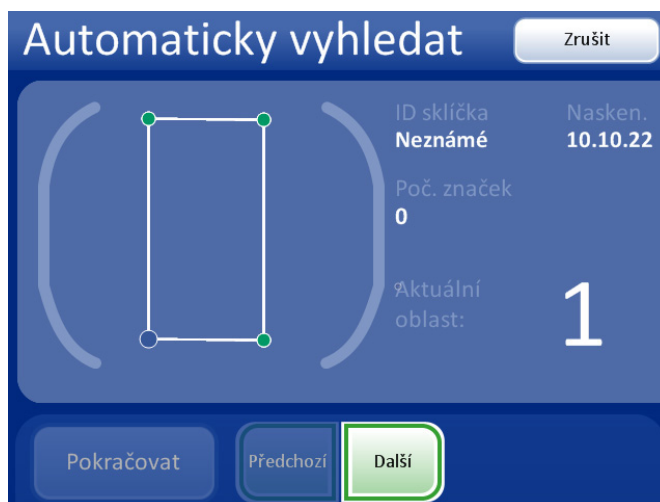 Automaticky vyhledat
Zrušit
ID sklíčka
Neznámé
Nasken.
10.10.22
Poč. značek
0
Aktuální
oblast:
1
Pokračovat
Předchozí
Další